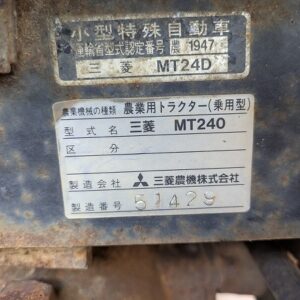 小型特殊自動車
運輸省型式認定番号 農 1947
三菱 MT24D
農業機械の種類 農業用トラクター(乗用型)
型式名 三菱 MT240
区分
製造会社 三菱農機株式会社
製造番号 51429